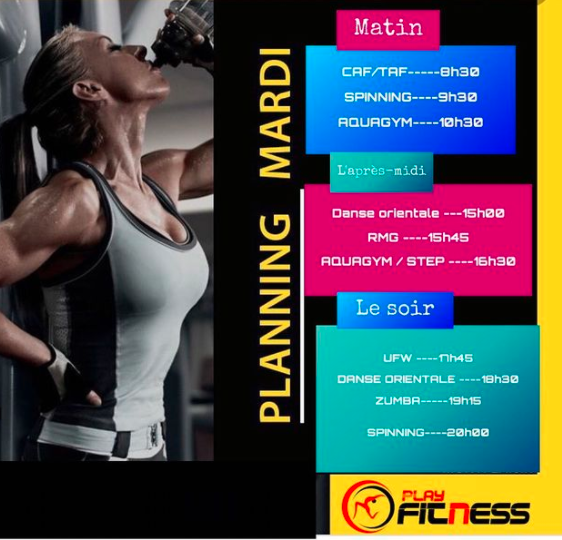 PLANNING MARDI
Matin
CAF/TAF-----8h30
SPINNING----9h30
AQUAGYM----10h30
L'après-midi
Danse orientale ---15h00
RMG ----15h45
AQUAGYM / STEP ----16h30
Le soir
UFW ----17h45
DANSE ORIENTALE ----18h30
ZUMBA-----19h15
SPINNING----20h00
PLAY
FITNESS